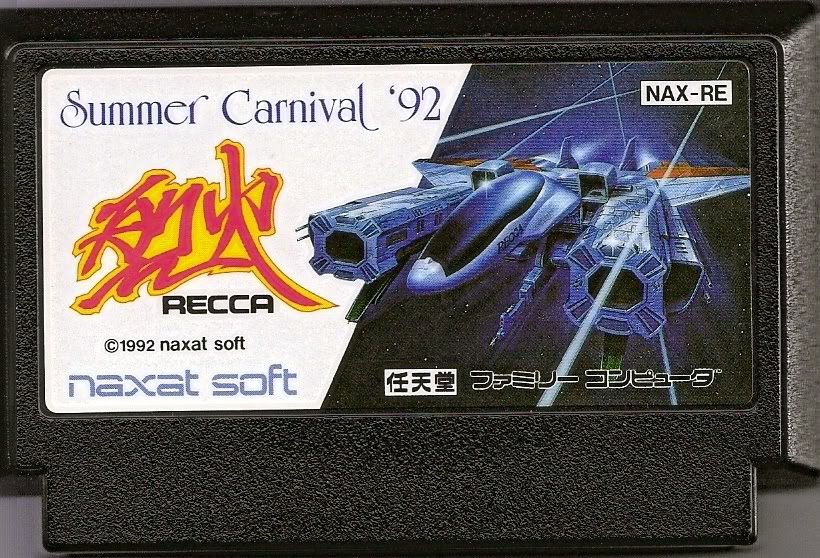 Summer Carnival '92
NAX-RE
烈火
RECCA
RECCA
©1992 naxat soft
naxat soft
任天堂 ファミリー コンピュータ